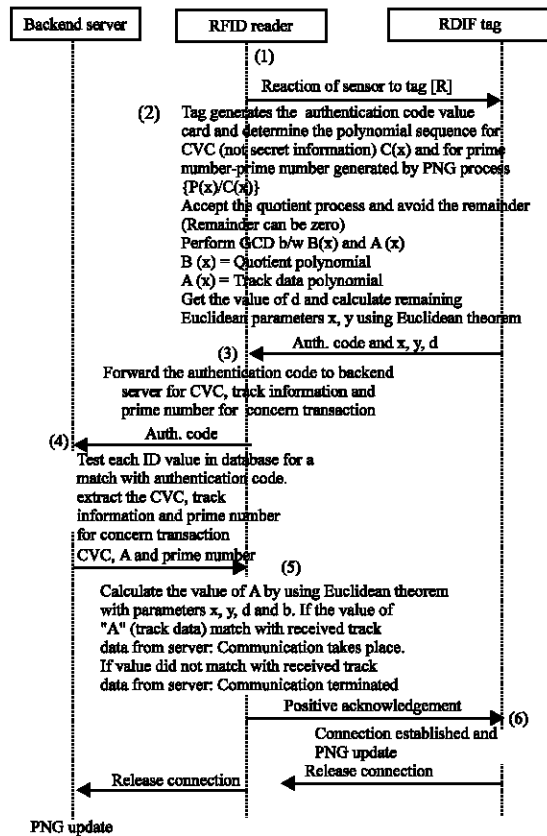 Backend server
RFID reader
RDIF tag
(1)
Reaction of sensor to tag [R]
(2)
Tag generates the authentication code value
card and determine the polynomial sequence for
CVC (not secret information) C(x) and for prime
number-prime number generated by PNG process
{P(x)/C(x)}
Accept the quotient process and avoid the remainder
(Remainder can be zero)
Perform GCD b/w B(x) and A (x)
B (x) = Quotient polynomial
A (x) = Track data polynomial
Get the value of d and calculate remaining
Euclidean parameters x, y using Euclidean theorem
Auth. code and x, y, d
(3)
Forward the authentication code to backend
server for CVC, track information and
prime number for concern transaction
Auth. code
(4)
Test each ID value in database for a
match with authentication code.
extract the CVC, track
information and prime number
for concern transaction
CVC, A and prime number
(5)
Calculate the value of A by using Euclidean theorem
with parameters x, y, d and b. If the value of
"A" (track data) match with received track
data from server: Communication takes place.
If value did not match with received track
data from server: Communication terminated
Positive acknowledgement
(6)
Connection established and
PNG update
Release connection
Release connection
PNG update